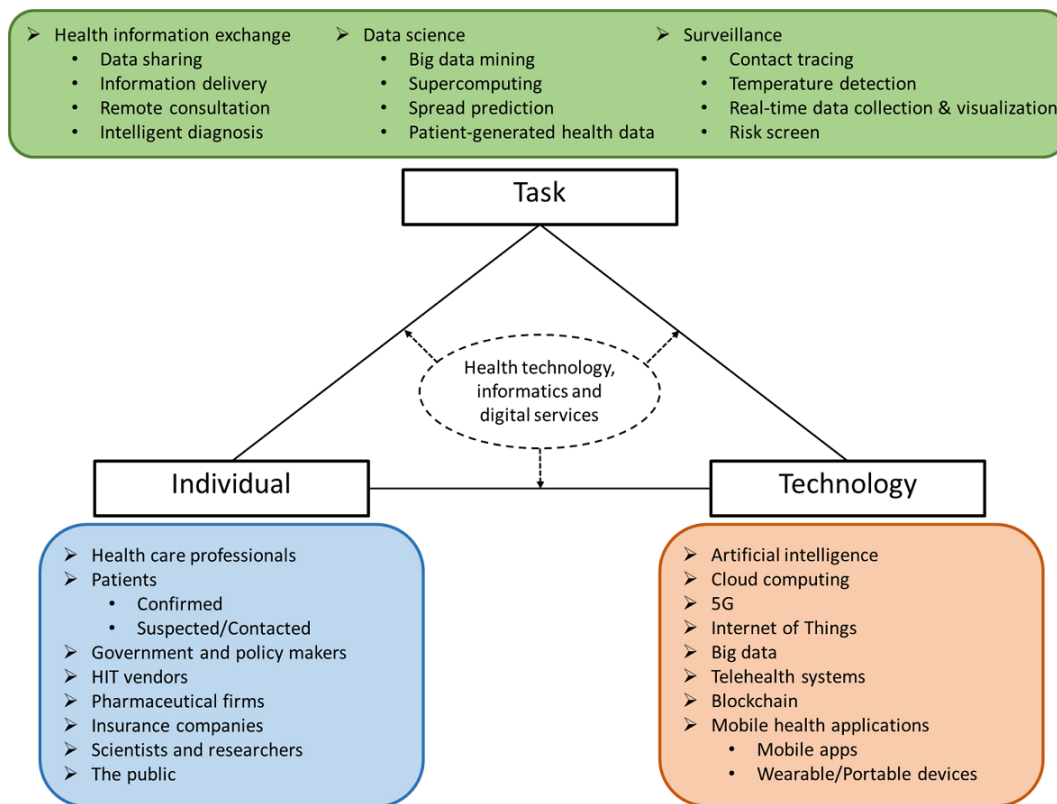 ➢ Health information exchange
• Data sharing
• Information delivery
• Remote consultation
• Intelligent diagnosis
➢ Data science
• Big data mining
• Supercomputing
• Spread prediction
• Patient-generated health data
➢ Surveillance
• Contact tracing
• Temperature detection
• Real-time data collection & visualization
• Risk screen
Task
Health technology,
informatics and
digital services
Individual
Technology
➢ Health care professionals
➢ Patients
• Confirmed
• Suspected/Contacted
➢ Government and policy makers
➢ HIT vendors
➢ Pharmaceutical firms
➢ Insurance companies
➢ Scientists and researchers
➢ The public
➢ Artificial intelligence
➢ Cloud computing
➢ 5G
➢ Internet of Things
➢ Big data
➢ Telehealth systems
➢ Blockchain
➢ Mobile health applications
• Mobile apps
• Wearable/Portable devices